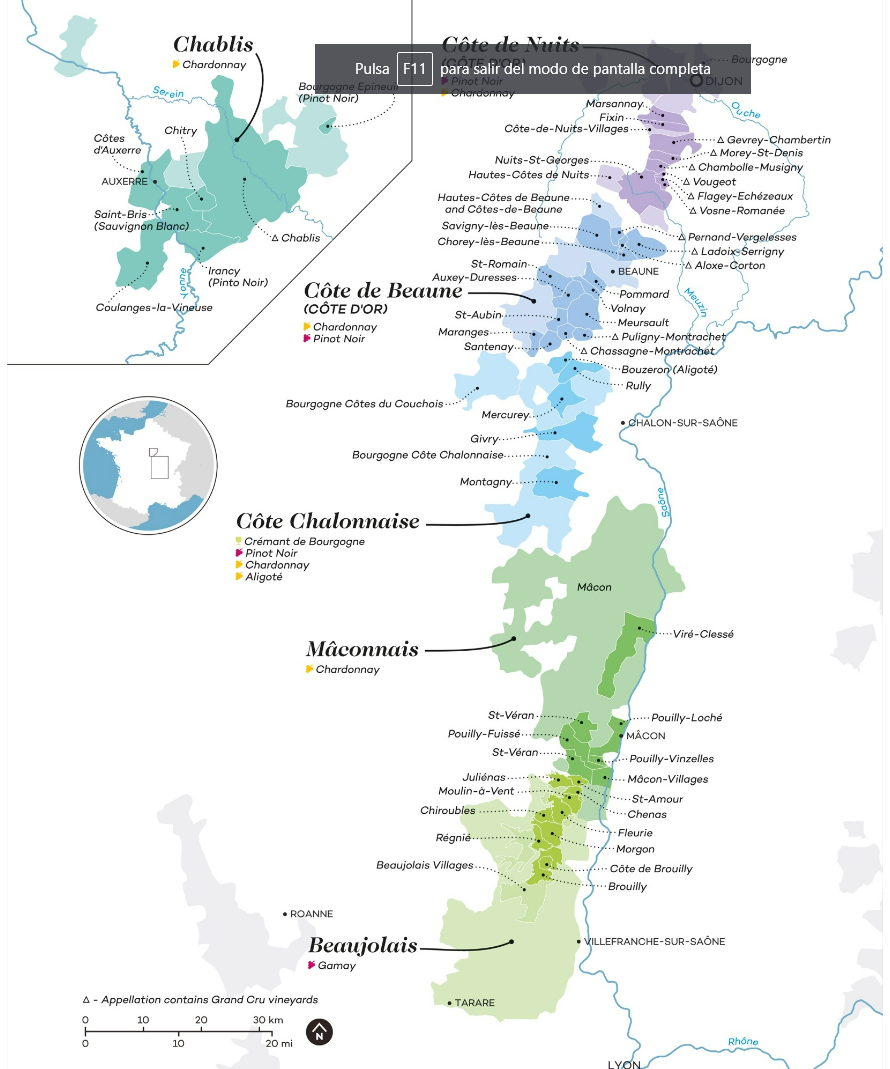 Chablis
Chardonnay
Côte de Nuits
Pulsa F11 para salir del modo de pantalla completa
(CÔTE D'OR)
Pinot Noir
Chardonnay
Bourgogne
DIJON
Ouche
Serein
Bourgogne Epineuil
(Pinot Noir)
Chitry
Côtes
d'Auxerre
AUXERRE
Saint-Bris
(Sauvignon Blanc)
△ Chablis
Irancy
(Pinto Noir)
Yonne
Coulanges-la-Vineuse
Marsannay
Fixin
Côte-de-Nuits-Villages
△ Gevrey-Chambertin
△ Morey-St-Denis
Nuits-St-Georges
△ Chambolle-Musigny
Hautes-Côtes de Nuits
△ Vougeot
△ Flagey-Echézeaux
△ Vosne-Romanée
Hautes-Côtes de Beaune
and Côtes-de-Beaune
Savigny-lès-Beaune
Chorey-lès-Beaune
△ Pernand-Vergelesses
△ Ladoix-Serrigny
△ Aloxe-Corton
St-Romain
BEAUNE
Auxey-Duresses
Meuzin
Côte de Beaune
(CÔTE D'OR)
Chardonnay
Pinot Noir
Pommard
Volnay
St-Aubin
Meursault
Maranges
△ Puligny-Montrachet
Santenay
△ Chassagne-Montrachet
Bouzeron (Aligoté)
Rully
Bourgogne Côtes du Couchois
Mercurey
CHALON-SUR-SAÔNE
Givry
Bourgogne Côte Chalonnaise
Montagny
Saône
Côte Chalonnaise
Crémant de Bourgogne
Pinot Noir
Chardonnay
Aligoté
Mâcon
Viré-Clessé
Mâconnais
Chardonnay
St-Véran
Pouilly-Loché
Pouilly-Fuissé
MÂCON
St-Véran
Pouilly-Vinzelles
Juliénas
Mâcon-Villages
Moulin-à-Vent
St-Amour
Chiroubles
Chenas
Fleurie
Régnié
Morgon
Beaujolais Villages
Côte de Brouilly
Brouilly
ROANNE
Beaujolais
Gamay
VILLEFRANCHE-SUR-SAÔNE
△ - Appellation contains Grand Cru vineyards
TARARE
0 10 20 30 km
0 10 20 mi
N
Rhône
LYON